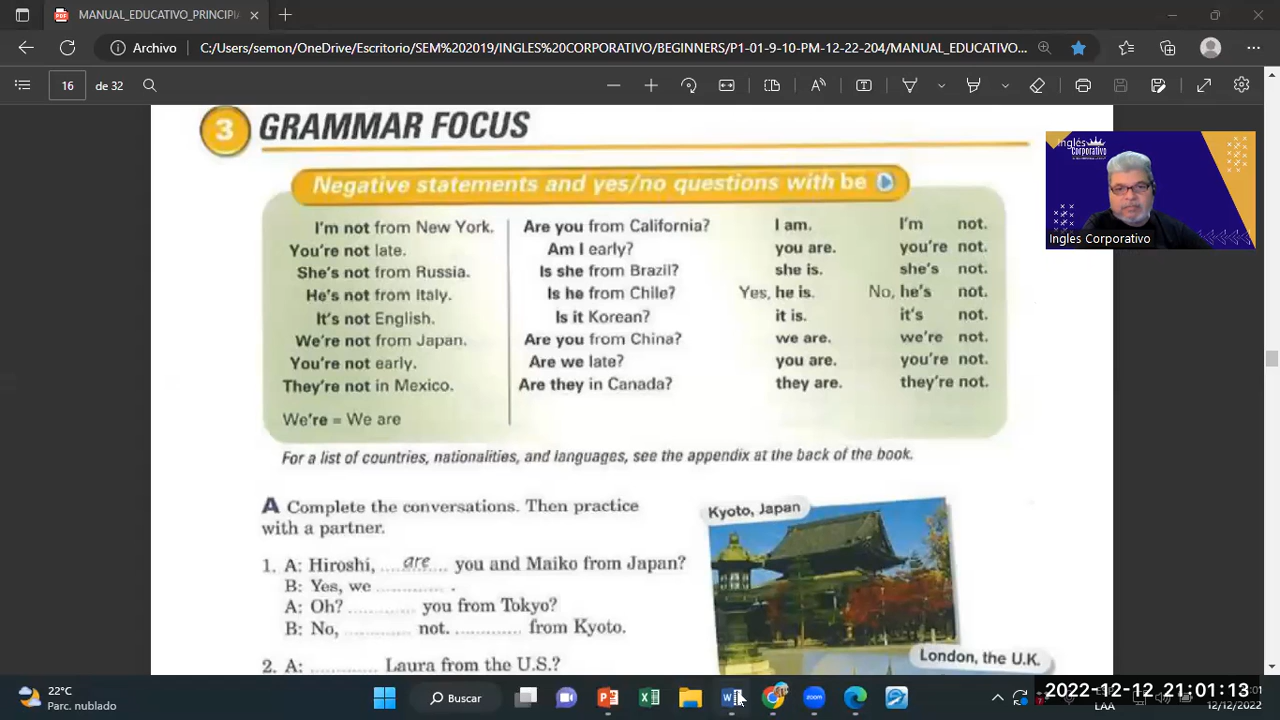 MANUAL_EDUCATIVO_PRINCIPI
Archivo
C:/Users/semon/OneDrive/Escritorio/SEM%202019/INGLES%20CORPORATIVO/BEGINNERS/P1-01-9-10-PM-12-22-204/MANUAL_EDUCATIVO...
16 de 32
3 GRAMMAR FOCUS
Negative statements and yes/no questions with be
I'm not from New York. Are you from California? I am. I'm not.
You're not late. Am I early? you are. you're not.
She's not from Russia. Is she from Brazil? she is. she's not.
He's not from Italy. Is he from Chile? Yes, he is. No, he's not.
It's not English. Is it Korean? it is. it's not.
We're not from Japan. Are you from China? we are. we're not.
You're not early. Are we late? you are. you're not.
They're not in Mexico. Are they in Canada? they are. they're not.
We're = We are
For a list of countries, nationalities, and languages, see the appendix at the back of the book.
A Complete the conversations. Then practice
with a partner.
1. A: Hiroshi, are you and Maiko from Japan?
B: Yes, we .......... .
A: Oh? .......... you from Tokyo?
B: No, .......... not. .......... from Kyoto.
2. A: .......... Laura from the U.S.?
Kyoto, Japan
London, the U.K.
Inglés
Corporativo
Ingles Corporativo
22°C
Parc. nublado
Buscar
LAA
2022-12-12 21:01:13
12/12/2022